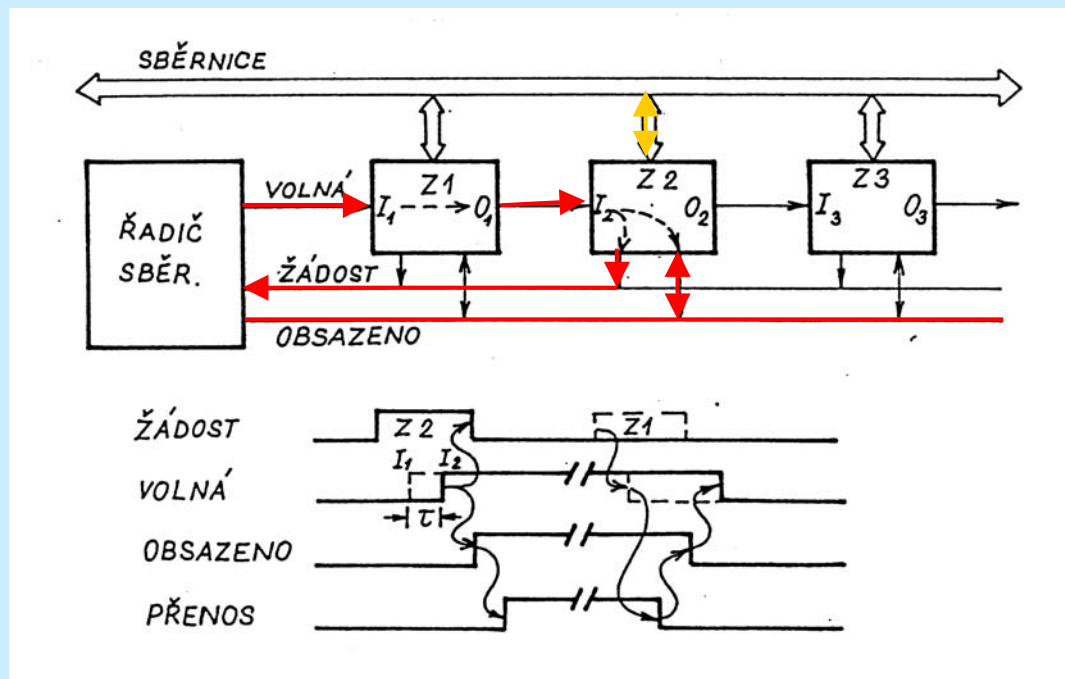 SBĚRNICE
ŘADIČ
SBĚR.
VOLNÁ
Z1
I₁ O₁
Z2
I₂ O₂
Z3
I₃ O₃
ŽÁDOST
OBSAZENO
ŽÁDOST Z2 Z1
I₁ I₂
VOLNÁ
τ
OBSAZENO
PŘENOS